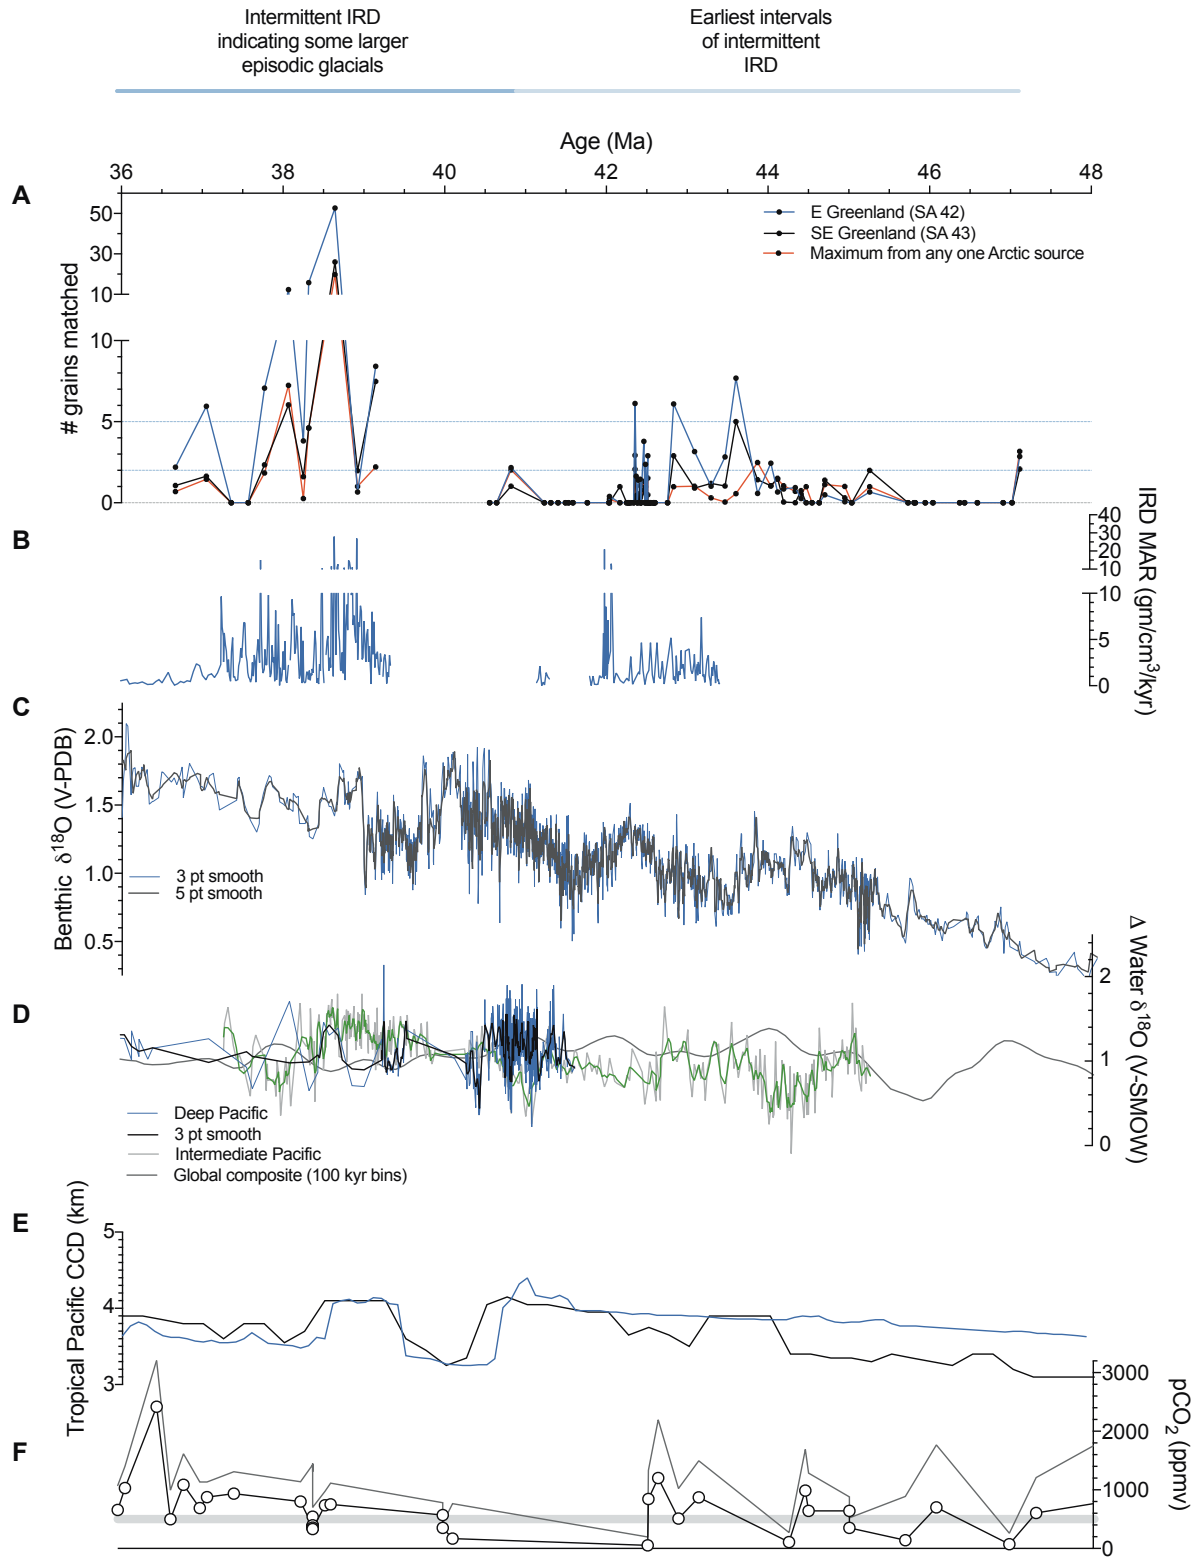 Intermittent IRD
indicating some larger
episodic glacials
Earliest intervals
of intermittent
IRD
Age (Ma)
36 38 40 42 44 46 48
A
# grains matched
50
30
10
10
5
0
E Greenland (SA 42)
SE Greenland (SA 43)
Maximum from any one Arctic source
B
IRD MAR (gm/cm³/kyr)
40
30
20
10
10
5
0
C
Benthic δ¹⁸O (V-PDB)
2.0
1.5
1.0
0.5
3 pt smooth
5 pt smooth
D
Δ Water δ¹⁸O (V-SMOW)
2
1
0
Deep Pacific
3 pt smooth
Intermediate Pacific
Global composite (100 kyr bins)
E
Tropical Pacific CCD (km)
5
4
3
F
pCO₂ (ppmv)
3000
2000
1000
0